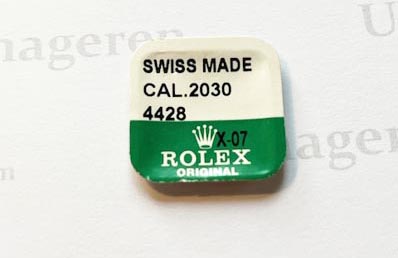 SWISS MADE
CAL.2030
4428
X-07
ROLEX
ORIGINAL